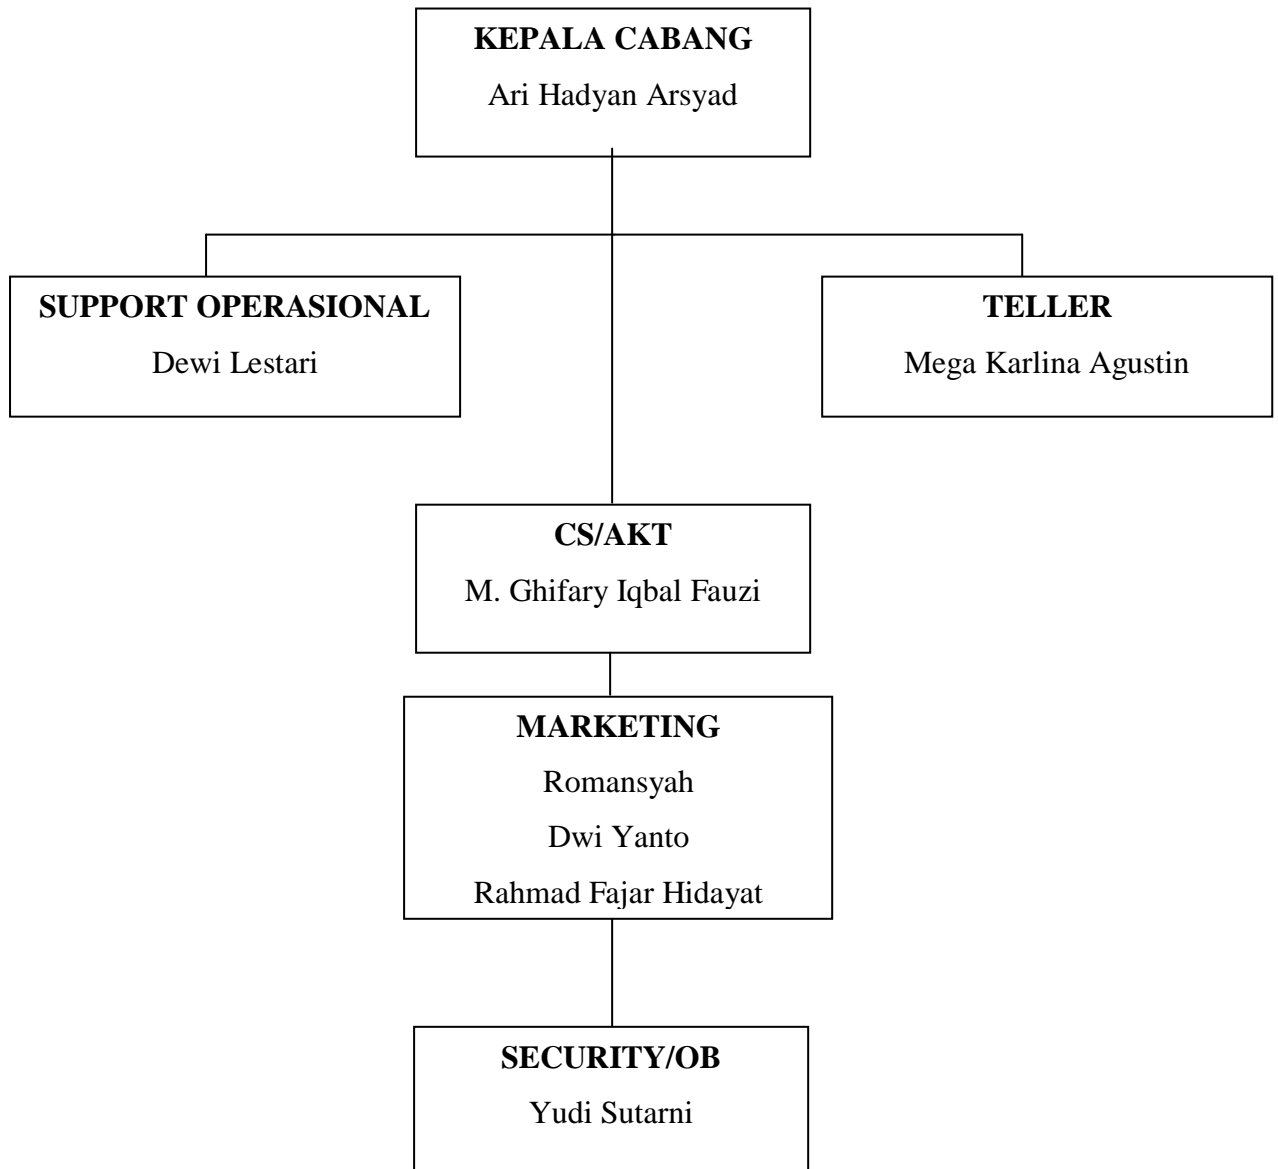 KEPALA CABANG
Ari Hadyan Arsyad
SUPPORT OPERASIONAL
Dewi Lestari
TELLER
Mega Karlina Agustin
CS/AKT
M. Ghifary Iqbal Fauzi
MARKETING
Romansyah
Dwi Yanto
Rahmad Fajar Hidayat
SECURITY/OB
Yudi Sutarni